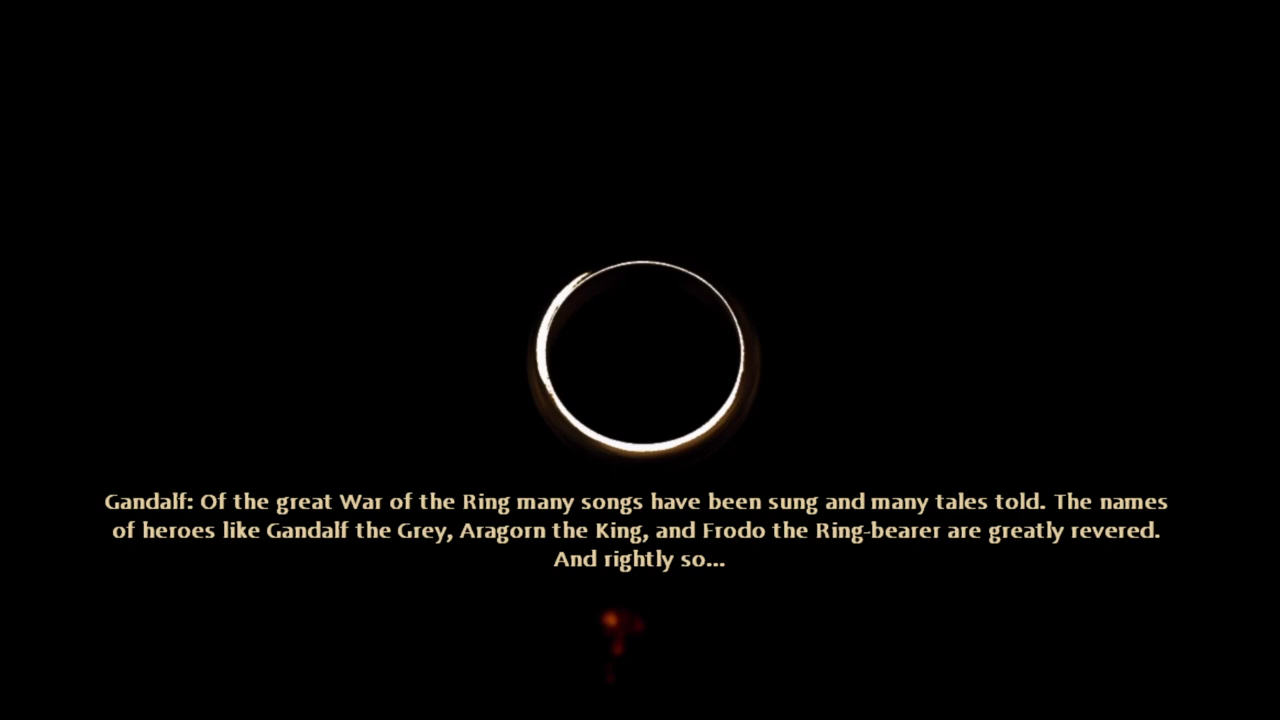 Gandalf: Of the great War of the Ring many songs have been sung and many tales told. The names
of heroes like Gandalf the Grey, Aragorn the King, and Frodo the Ring-bearer are greatly revered.
And rightly so...